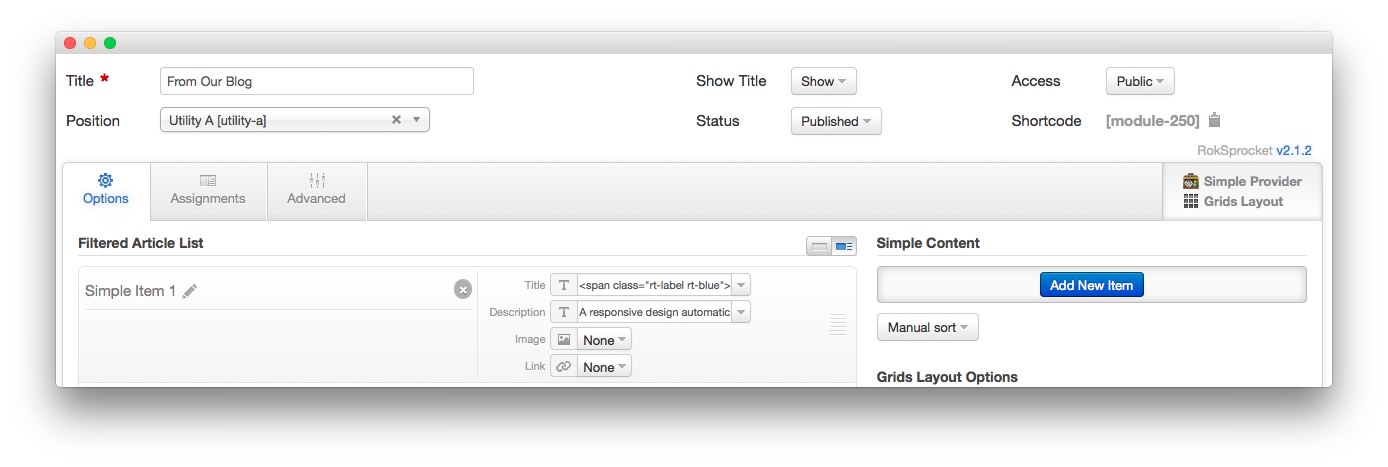 Title * From Our Blog Show Title Show Access Public
Position Utility A [utility-a] Status Published Shortcode [module-250]
RokSprocket v2.1.2
Options Assignments Advanced
Simple Provider
Grids Layout
Filtered Article List
Simple Item 1
Title T <span class="rt-label rt-blue">
Description T A responsive design automatic
Image None
Link None
Simple Content
Add New Item
Manual sort
Grids Layout Options